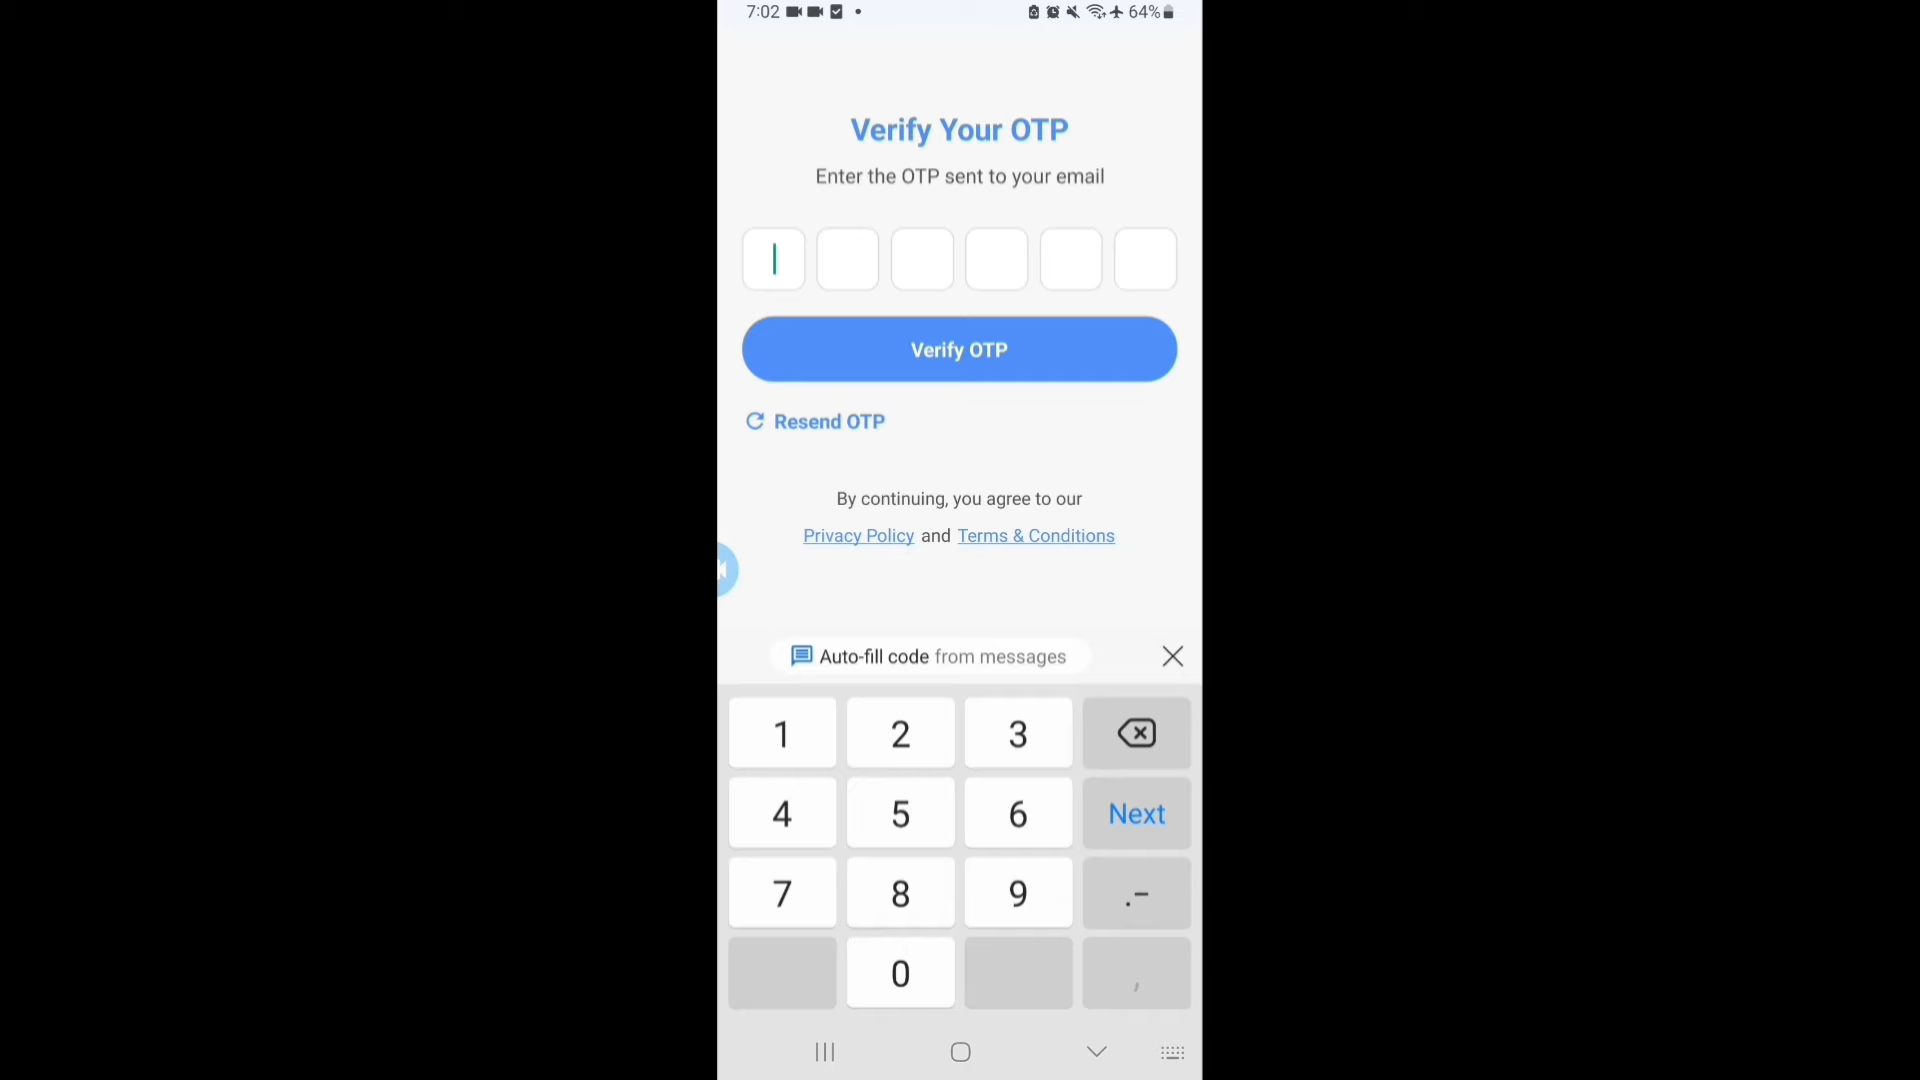 7:02 64%
Verify Your OTP
Enter the OTP sent to your email
Verify OTP
Resend OTP
By continuing, you agree to our
Privacy Policy and Terms & Conditions
Auto-fill code from messages
1 2 3
4 5 6 Next
7 8 9 .-
0 ,